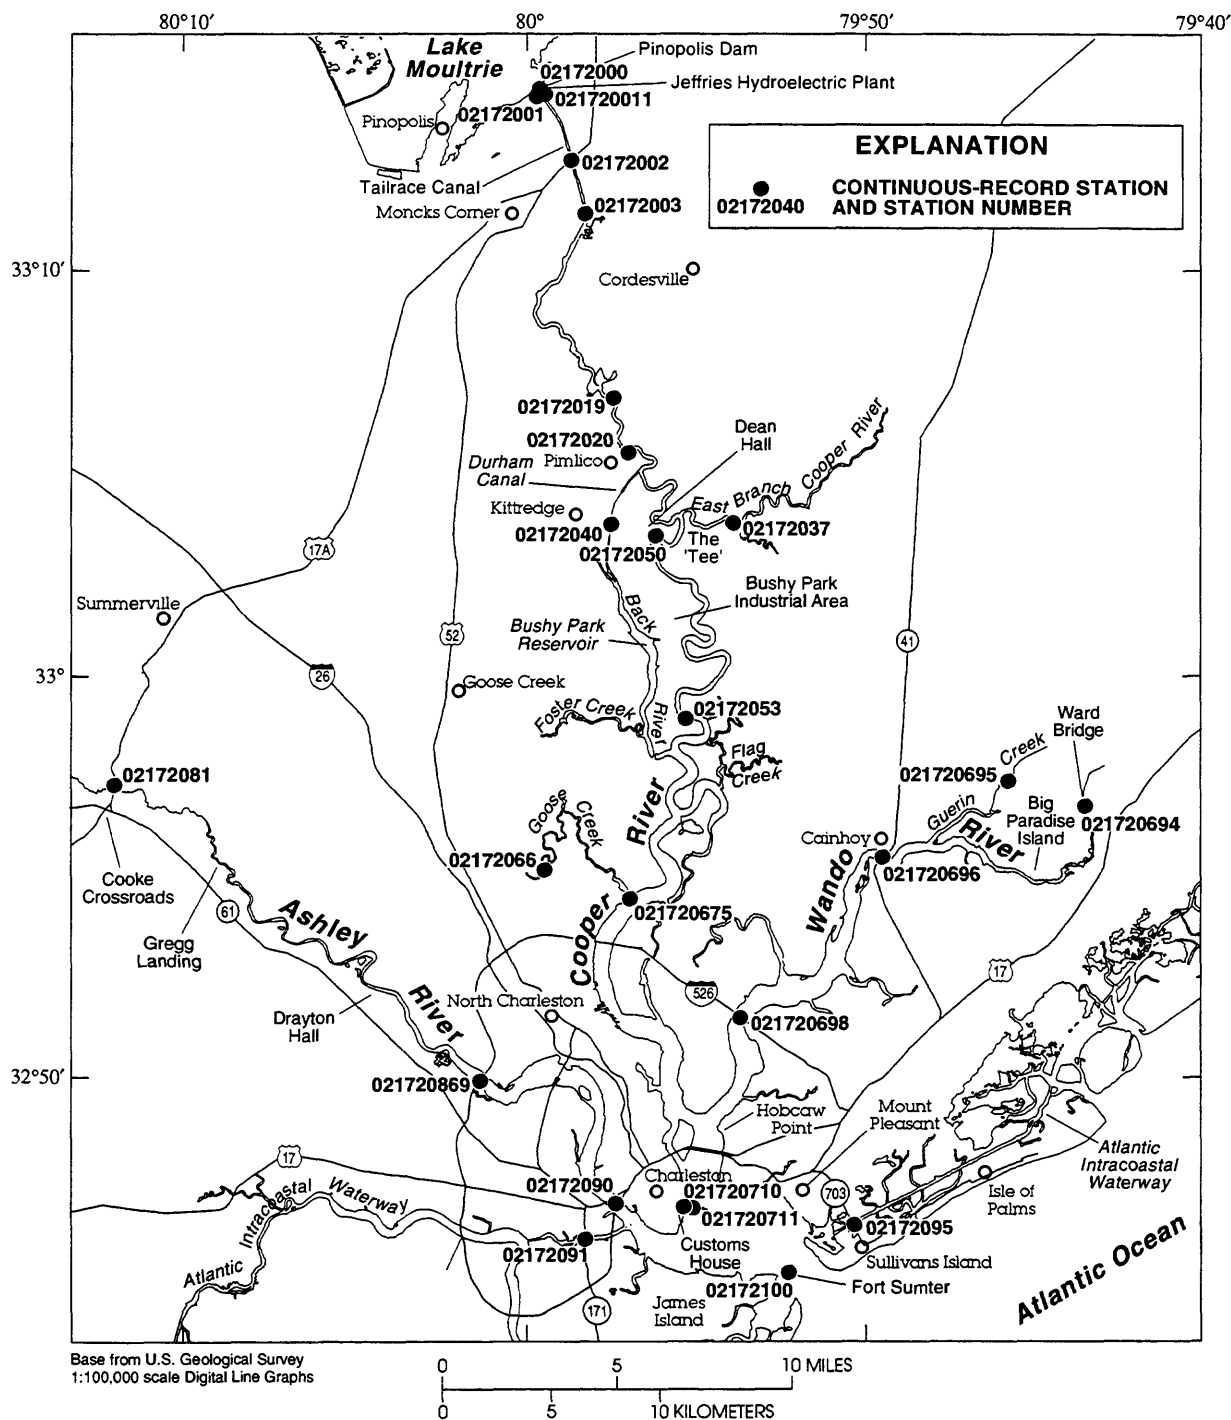 80°10′
80°
79°50′
79°40′
Lake
Moultrie
Pinopolis Dam
02172000
Jeffries Hydroelectric Plant
021720011
02172001
Pinopolis
EXPLANATION
CONTINUOUS-RECORD STATION
AND STATION NUMBER
02172040
02172002
Tailrace Canal
Moncks Corner
02172003
33°10′
Cordesville
02172019
02172020
Dean
Hall
Durham
Canal
Pimlico
East Branch Cooper River
Kittredge
02172040
02172037
The
'Tee'
02172050
17A
Bushy Park
Industrial Area
Summerville
Back
River
Bushy Park
Reservoir
52
41
33°
26
Goose Creek
02172053
Foster Creek
Ward
Bridge
Flag
Creek
02172081
021720695
Guerin
Creek
Big
Paradise
Island
021720694
Goose
Creek
Cooper
River
Cainhoy
River
02172066
021720696
Cooke
Crossroads
Wando
61
021720675
Ashley
River
Gregg
Landing
17
526
North Charleston
Drayton
Hall
021720698
32°50′
021720869
Hobcaw
Point
Mount
Pleasant
Atlantic
Intracoastal
Waterway
17
Charleston
02172090
021720710
703
Isle of
Palms
Atlantic
Intracoastal
Waterway
021720711
02172095
02172091
Customs
House
Sullivans Island
02172100
Fort Sumter
Atlantic Ocean
171
James
Island
Base from U.S. Geological Survey
1:100,000 scale Digital Line Graphs
0 5 10 MILES
0 5 10 KILOMETERS